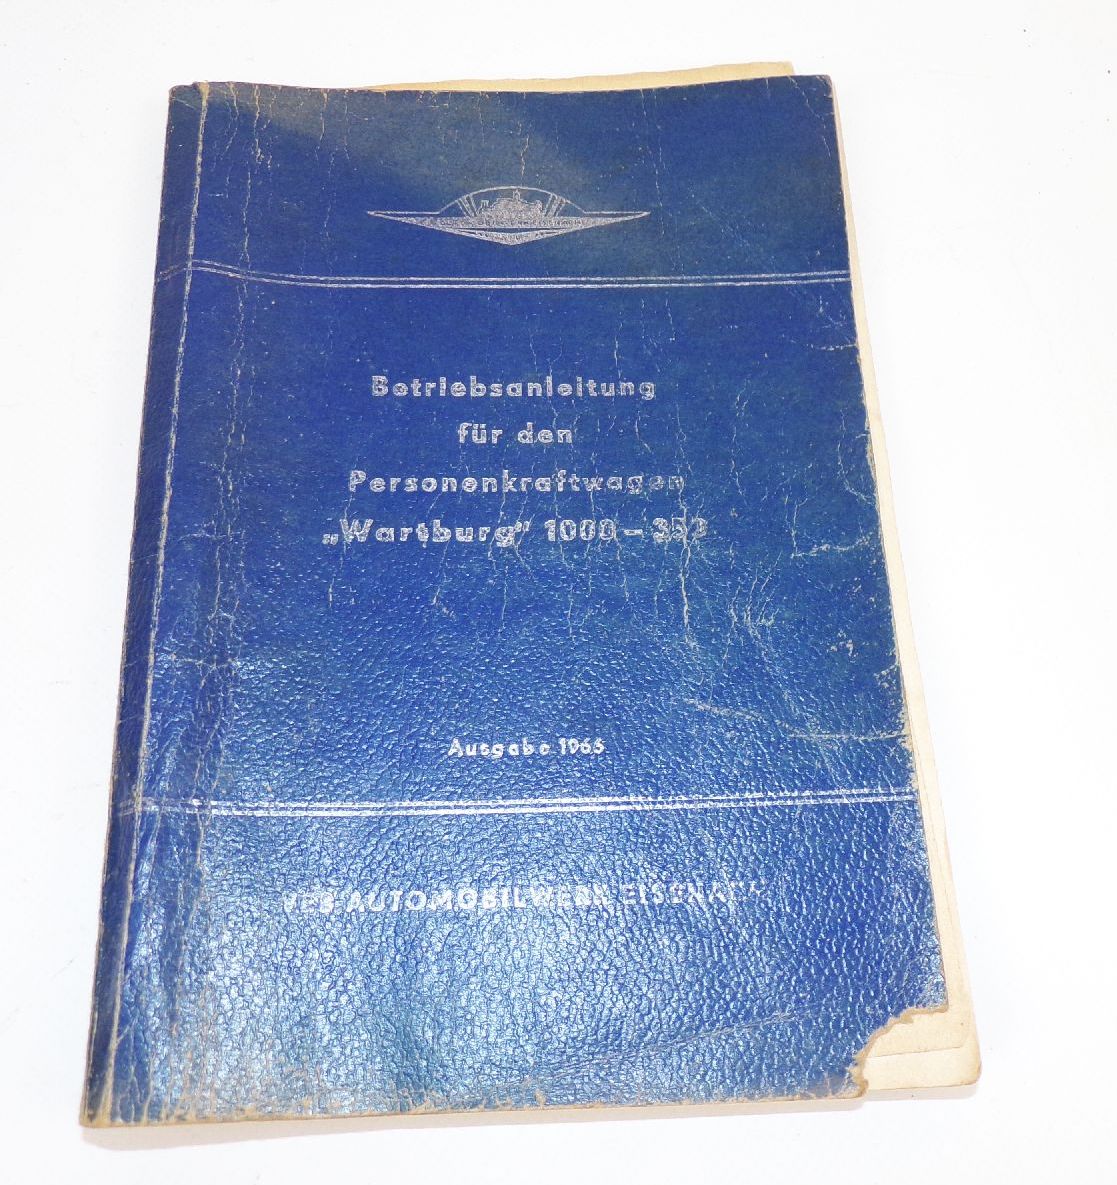 Betriebsanleitung
für den
Personenkraftwagen
„Wartburg" 1000 – 353
Ausgabe 1965
VEB AUTOMOBILWERK EISENACH